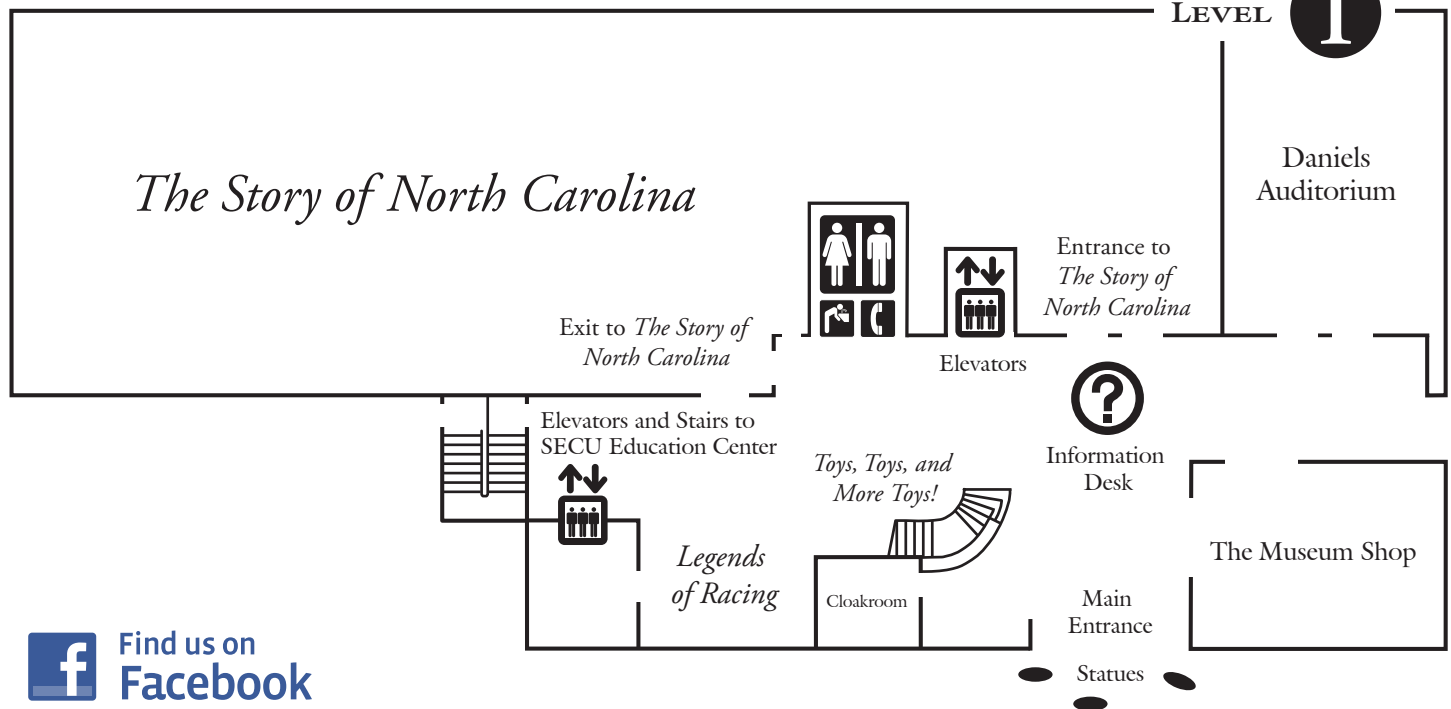 LEVEL 1
The Story of North Carolina
Daniels
Auditorium
Entrance to
The Story of
North Carolina
Exit to The Story of
North Carolina
Elevators
?
Elevators and Stairs to
SECU Education Center
Information
Desk
Toys, Toys, and
More Toys!
Legends
of Racing
Cloakroom
The Museum Shop
Main
Entrance
Statues
f
Find us on
Facebook